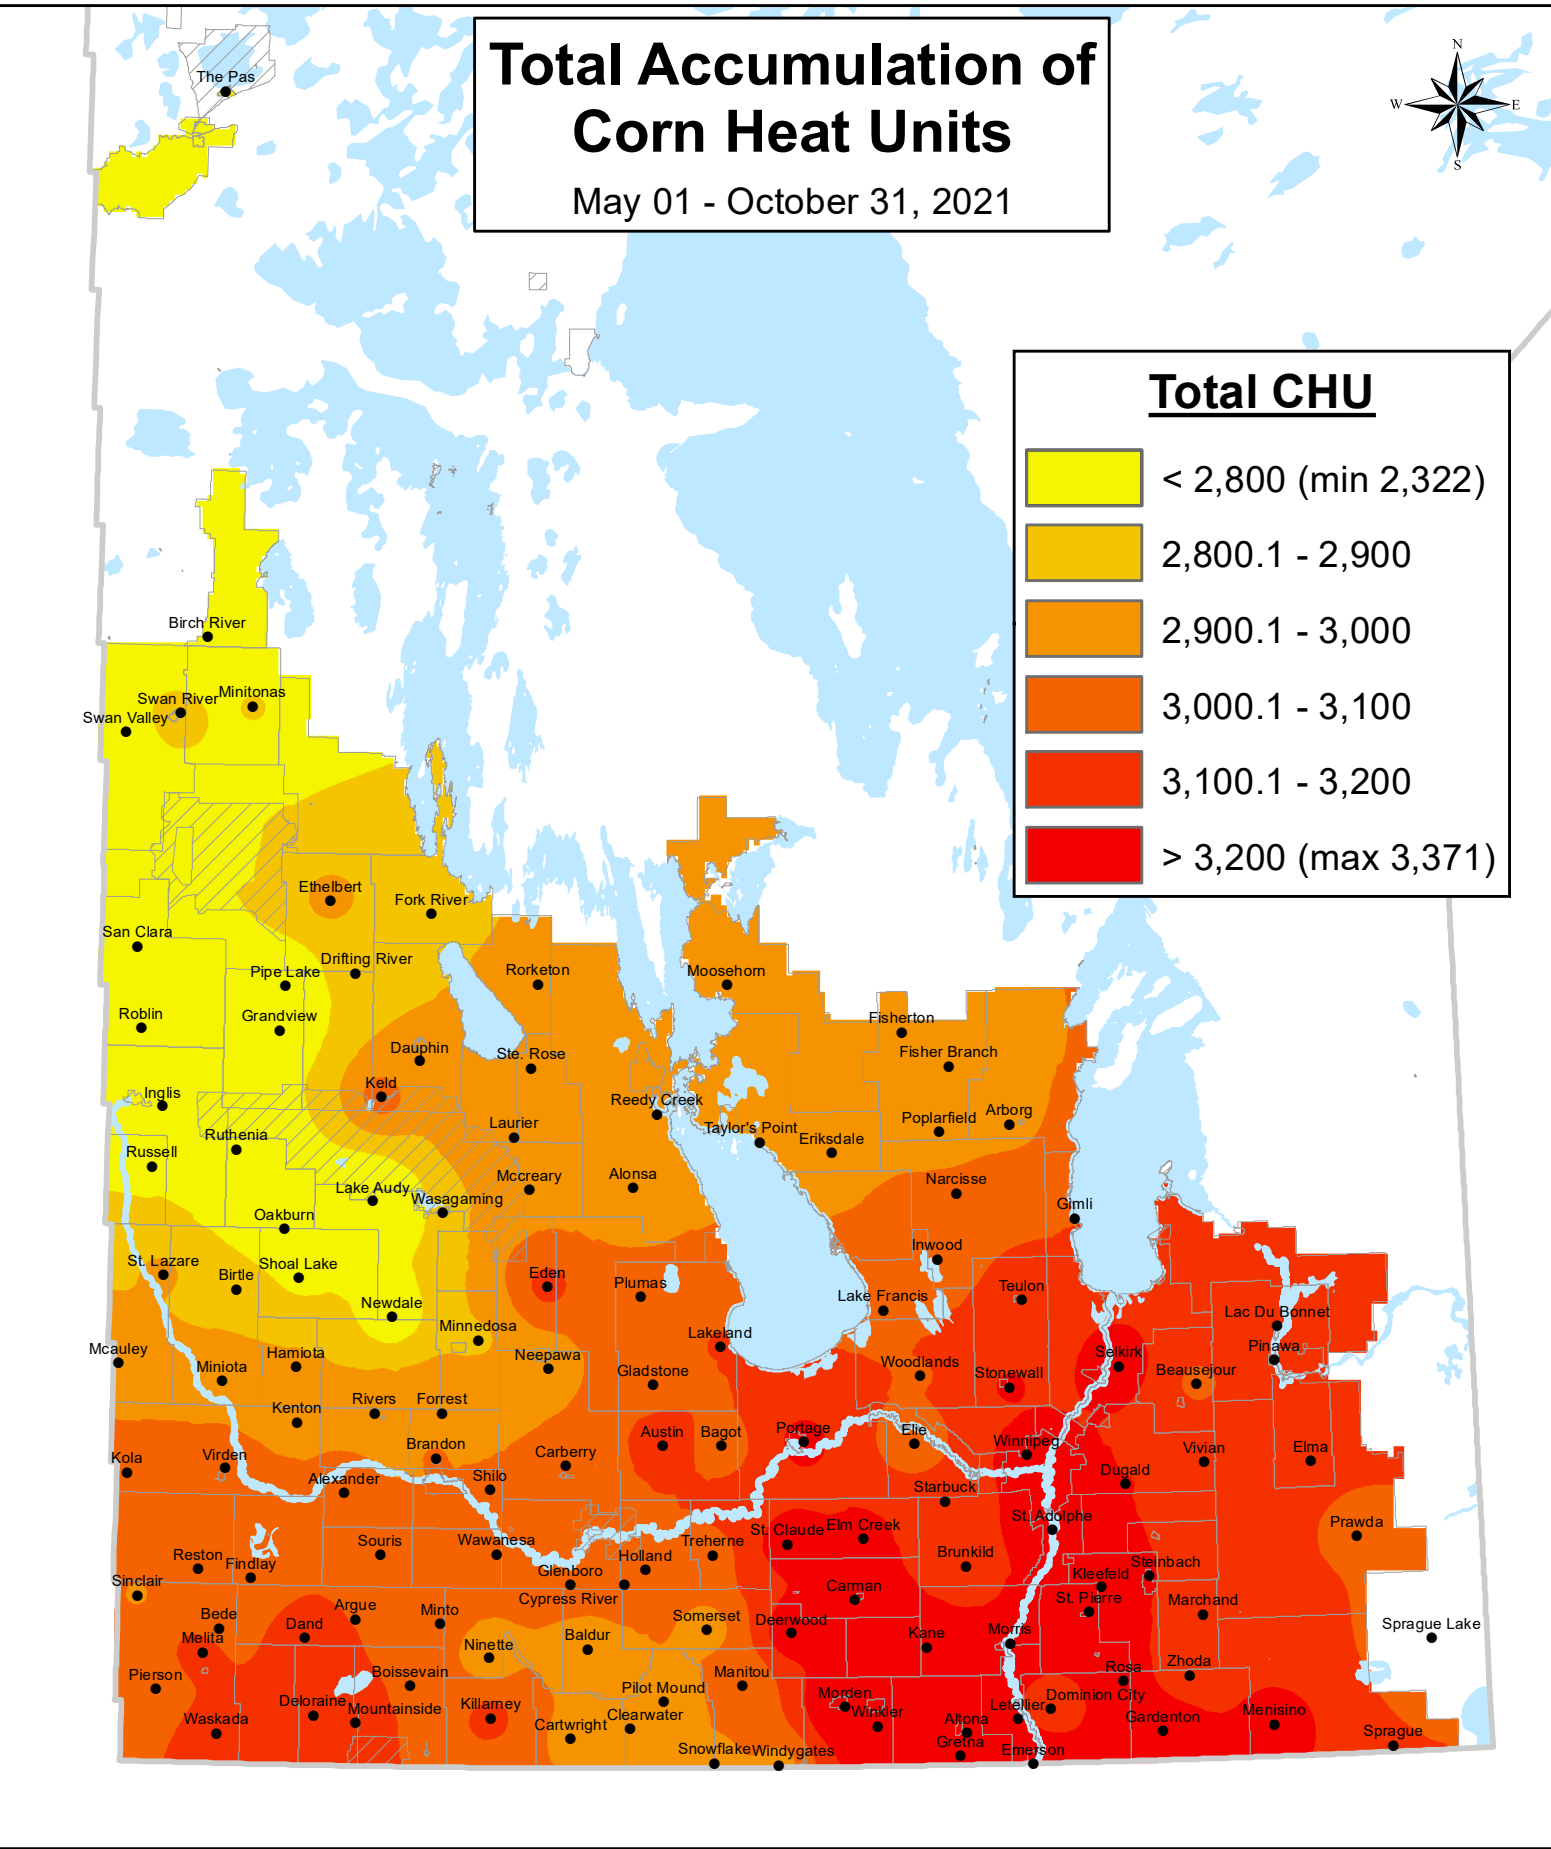 Total Accumulation of
Corn Heat Units
May 01 - October 31, 2021
N
W
E
S
The Pas
Total CHU
< 2,800 (min 2,322)
2,800.1 - 2,900
2,900.1 - 3,000
3,000.1 - 3,100
3,100.1 - 3,200
> 3,200 (max 3,371)
Birch River
Swan River
Minitonas
Swan Valley
Ethelbert
Fork River
San Clara
Drifting River
Pipe Lake
Rorketon
Moosehorn
Roblin
Grandview
Fisherton
Dauphin
Ste. Rose
Fisher Branch
Keld
Inglis
Reedy Creek
Laurier
Taylor's Point
Eriksdale
Poplarfield
Arborg
Ruthenia
Russell
Mccreary
Alonsa
Narcisse
Lake Audy
Wasagaming
Oakburn
Gimli
St. Lazare
Shoal Lake
Birtle
Eden
Plumas
Inwood
Newdale
Lake Francis
Teulon
Lac Du Bonnet
Minnedosa
Lakeland
Mcauley
Hamiota
Miniota
Neepawa
Gladstone
Woodlands
Stonewall
Selkirk
Beausejour
Pinawa
Kenton
Rivers
Forrest
Austin
Bagot
Portage
Elie
Winnipeg
Kola
Virden
Brandon
Carberry
Vivian
Elma
Alexander
Shilo
Starbuck
Dugald
St. Claude
Elm Creek
St. Adolphe
Prawda
Souris
Wawanesa
Treherne
Reston
Findlay
Glenboro
Holland
Brunkild
Steinbach
Sinclair
Cypress River
Carman
Kleefeld
St. Pierre
Marchand
Bede
Dand
Argue
Minto
Somerset
Deerwood
Sprague Lake
Melita
Ninette
Baldur
Kane
Morris
Pierson
Boissevain
Manitou
Rosa
Zhoda
Deloraine
Mountainside
Killarney
Pilot Mound
Morden
Letellier
Dominion City
Menisino
Waskada
Cartwright
Clearwater
Winkler
Altona
Gardenton
Sprague
Snowflake
Windygates
Gretna
Emerson